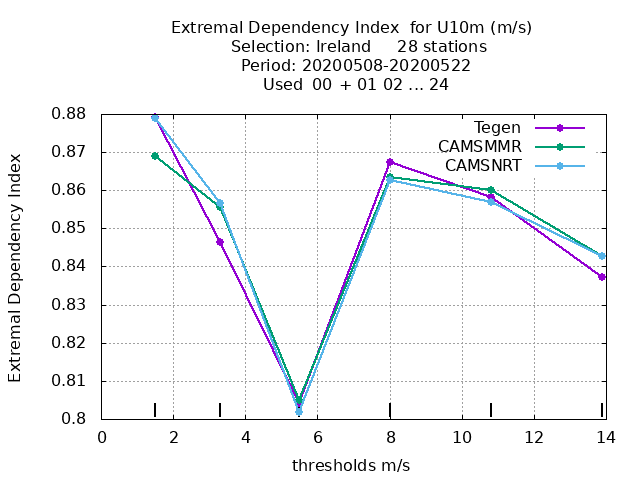 Extremal Dependency Index  for U10m (m/s)
Selection: Ireland     28 stations
Period: 20200508-20200522
Used  00 + 01 02 ... 24
Tegen
CAMSMMR
CAMSNRT
Extremal Dependency Index
0.88
0.87
0.86
0.85
0.84
0.83
0.82
0.81
0.8
0 2 4 6 8 10 12 14
thresholds m/s